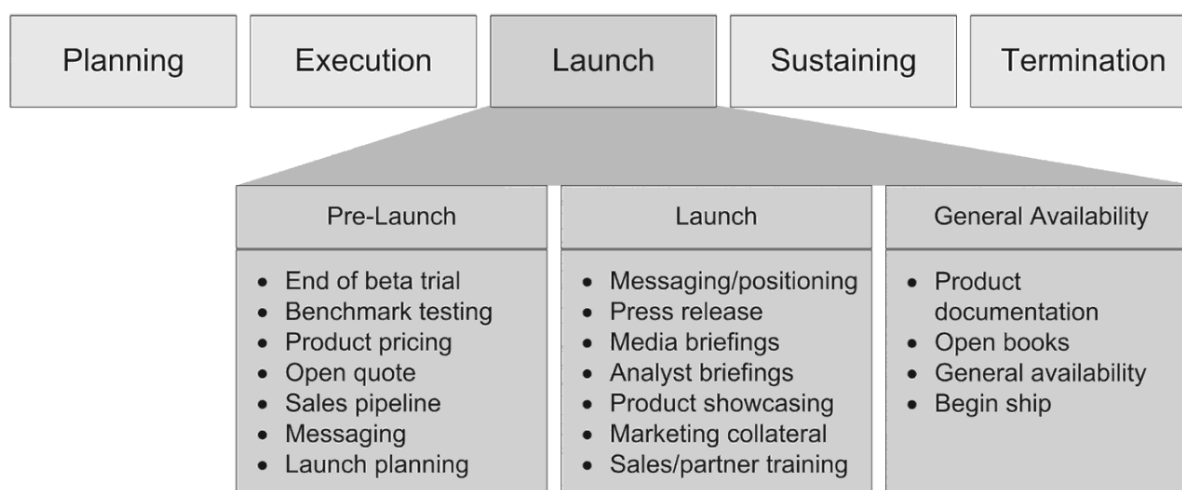 Planning
Execution
Launch
Sustaining
Termination
Pre-Launch
• End of beta trial
• Benchmark testing
• Product pricing
• Open quote
• Sales pipeline
• Messaging
• Launch planning
Launch
• Messaging/positioning
• Press release
• Media briefings
• Analyst briefings
• Product showcasing
• Marketing collateral
• Sales/partner training
General Availability
• Product
documentation
• Open books
• General availability
• Begin ship